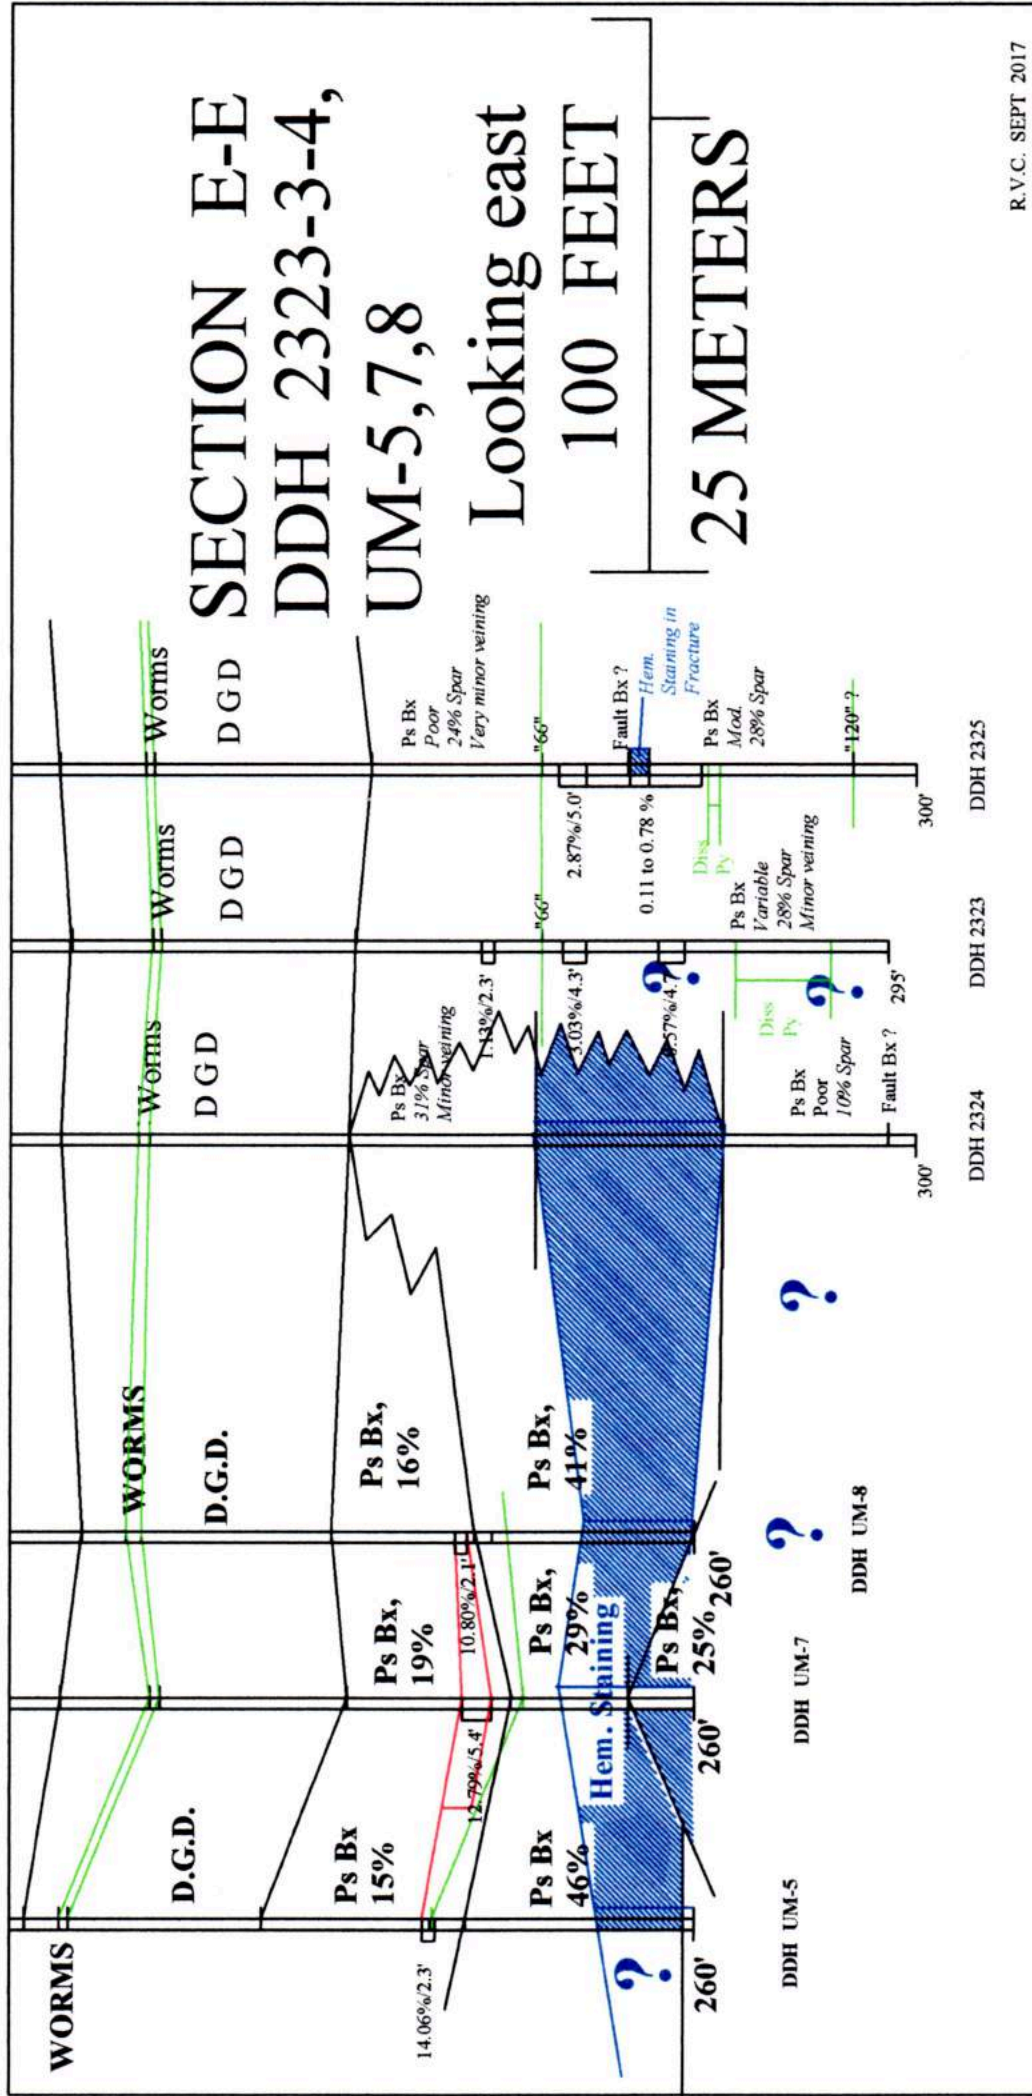 SECTION E-E
DDH 2323-3-4,
UM-5,7,8
Looking east
100 FEET
25 METERS
R.V.C. SEPT 2017
WORMS
D.G.D.
Ps Bx
15%
14.06%/2.3'
Ps Bx
46%
?
260'
DDH UM-5
Ps Bx,
19%
12.79%/5.4'
Ps Bx,
29%
Hem. Staining
Ps Bx,
25%
260'
DDH UM-7
WORMS
D.G.D.
Ps Bx,
16%
10.80%/2.1'
Ps Bx,
41%
260'
?
DDH UM-8
?
Worms
D G D
Ps Bx
31% Spar
Minor veining
Ps Bx
Poor
10% Spar
Fault Bx ?
300'
DDH 2324
Worms
D G D
1.13%/2.3'
"66"
3.03%/4.3'
?
Diss
Py
?
Ps Bx
Variable
28% Spar
Minor veining
295'
DDH 2323
Worms
D G D
Ps Bx
Poor
24% Spar
Very minor veining
"66"
2.87%/5.0'
Fault Bx ?
Hem.
Staining in
Fracture
0.11 to 0.78 %
Diss
Py
Ps Bx
Mod.
28% Spar
"120" ?
300'
DDH 2325